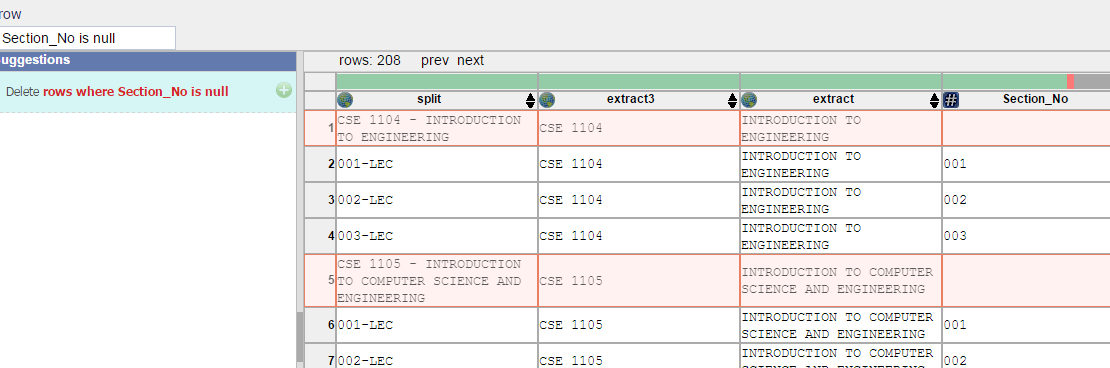 row
Section_No is null
uggestions
Delete rows where Section_No is null
rows: 208 prev next
split extract3 extract # Section_No
1 CSE 1104 - INTRODUCTION TO ENGINEERING CSE 1104 INTRODUCTION TO ENGINEERING
2 001-LEC CSE 1104 INTRODUCTION TO ENGINEERING 001
3 002-LEC CSE 1104 INTRODUCTION TO ENGINEERING 002
4 003-LEC CSE 1104 INTRODUCTION TO ENGINEERING 003
5 CSE 1105 - INTRODUCTION TO COMPUTER SCIENCE AND ENGINEERING CSE 1105 INTRODUCTION TO COMPUTER SCIENCE AND ENGINEERING
6 001-LEC CSE 1105 INTRODUCTION TO COMPUTER SCIENCE AND ENGINEERING 001
7 002-LEC CSE 1105 INTRODUCTION TO COMPUTER SCIENCE AND ENGINEERING 002